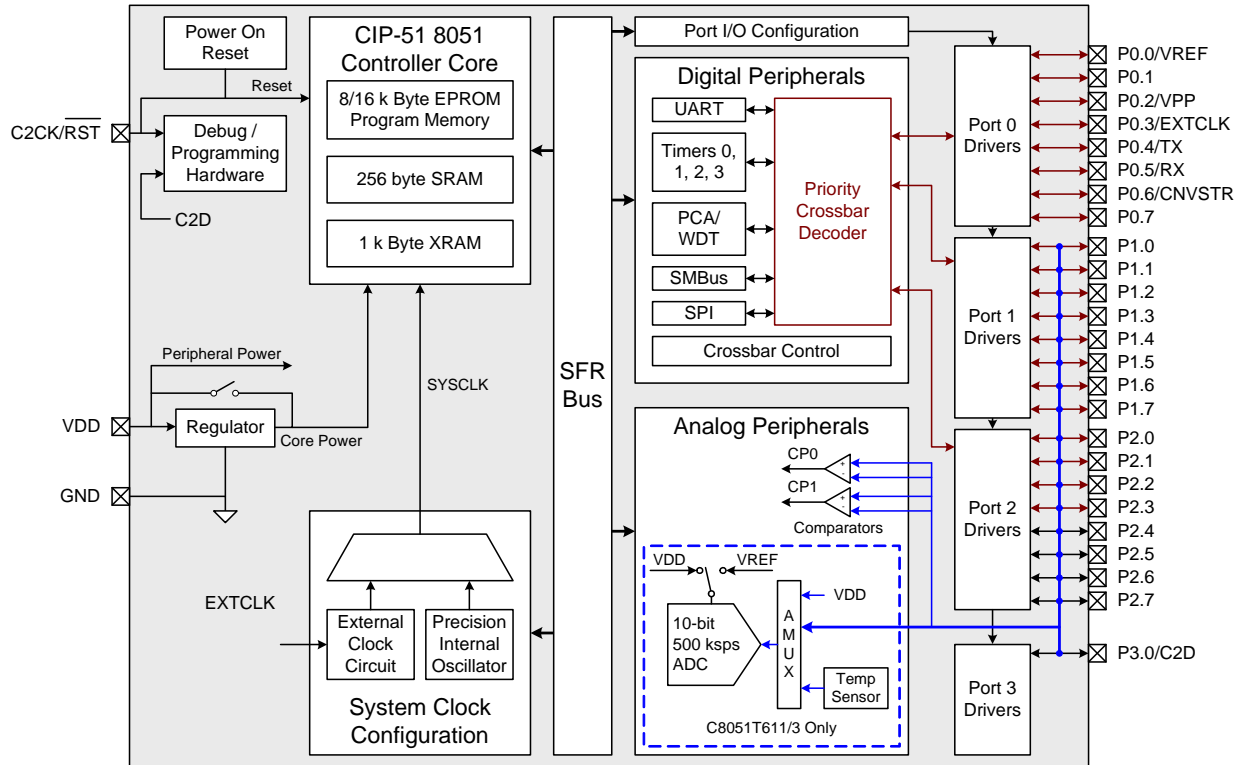 Power On
Reset
Reset
C2CK/RST
Debug /
Programming
Hardware
C2D
CIP-51 8051
Controller Core
8/16 k Byte EPROM
Program Memory
256 byte SRAM
1 k Byte XRAM
Peripheral Power
VDD
Regulator
Core Power
GND
SYSCLK
EXTCLK
External
Clock
Circuit
Precision
Internal
Oscillator
System Clock
Configuration
SFR
Bus
Port I/O Configuration
Digital Peripherals
UART
Timers 0,
1, 2, 3
PCA/
WDT
SMBus
SPI
Priority
Crossbar
Decoder
Crossbar Control
Analog Peripherals
CP0
+
-
CP1
+
-
Comparators
VDD
VREF
10-bit
500 ksps
ADC
A
M
U
X
VDD
Temp
Sensor
C8051T611/3 Only
Port 0
Drivers
Port 1
Drivers
Port 2
Drivers
Port 3
Drivers
P0.0/VREF
P0.1
P0.2/VPP
P0.3/EXTCLK
P0.4/TX
P0.5/RX
P0.6/CNVSTR
P0.7
P1.0
P1.1
P1.2
P1.3
P1.4
P1.5
P1.6
P1.7
P2.0
P2.1
P2.2
P2.3
P2.4
P2.5
P2.6
P2.7
P3.0/C2D